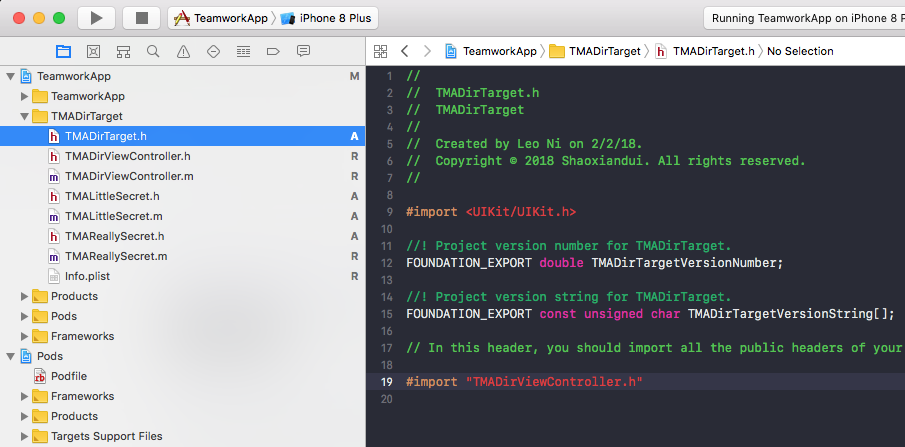 TeamworkApp
iPhone 8 Plus
Running TeamworkApp on iPhone 8 P
TeamworkApp
TMADirTarget
TMADirTarget.h
No Selection
TeamworkApp M
TeamworkApp
TMADirTarget
TMADirTarget.h A
TMADirViewController.h R
TMADirViewController.m R
TMALittleSecret.h A
TMALittleSecret.m A
TMAReallySecret.h A
TMAReallySecret.m R
Info.plist
Products
Pods
Frameworks
Pods
Podfile
Frameworks
Products
Targets Support Files
1 //
2 // TMADirTarget.h
3 // TMADirTarget
4 //
5 // Created by Leo Ni on 2/2/18.
6 // Copyright © 2018 Shaoxiandui. All rights reserved.
7 //
8
9 #import <UIKit/UIKit.h>
10
11 //! Project version number for TMADirTarget.
12 FOUNDATION_EXPORT double TMADirTargetVersionNumber;
13
14 //! Project version string for TMADirTarget.
15 FOUNDATION_EXPORT const unsigned char TMADirTargetVersionString[];
16
17 // In this header, you should import all the public headers of your
18
19 #import "TMADirViewController.h"
20